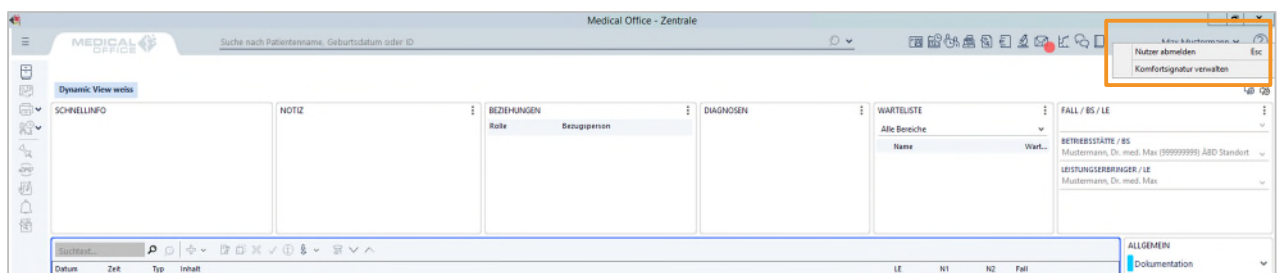 Medical Office - Zentrale
MEDICAL OFFICE
Suche nach Patientenname, Geburtsdatum oder ID
Max Mustermann
Nutzer abmelden Esc
Komfortsignatur verwalten
Dynamic View weiss
SCHNELLINFO NOTIZ BEZIEHUNGEN DIAGNOSEN WARTELISTE FALL / BS / LE
Rolle Bezugsperson Alle Bereiche
Name Wart...
BETRIEBSSTÄTTE / BS
Mustermann, Dr. med. Max (999999999) ÄBD Standort
LEISTUNGSERBRINGER / LE
Mustermann, Dr. med. Max
Suchtext...
ALLGEMEIN
Dokumentation
Datum Zeit Typ Inhalt LE N1 N2 Fall